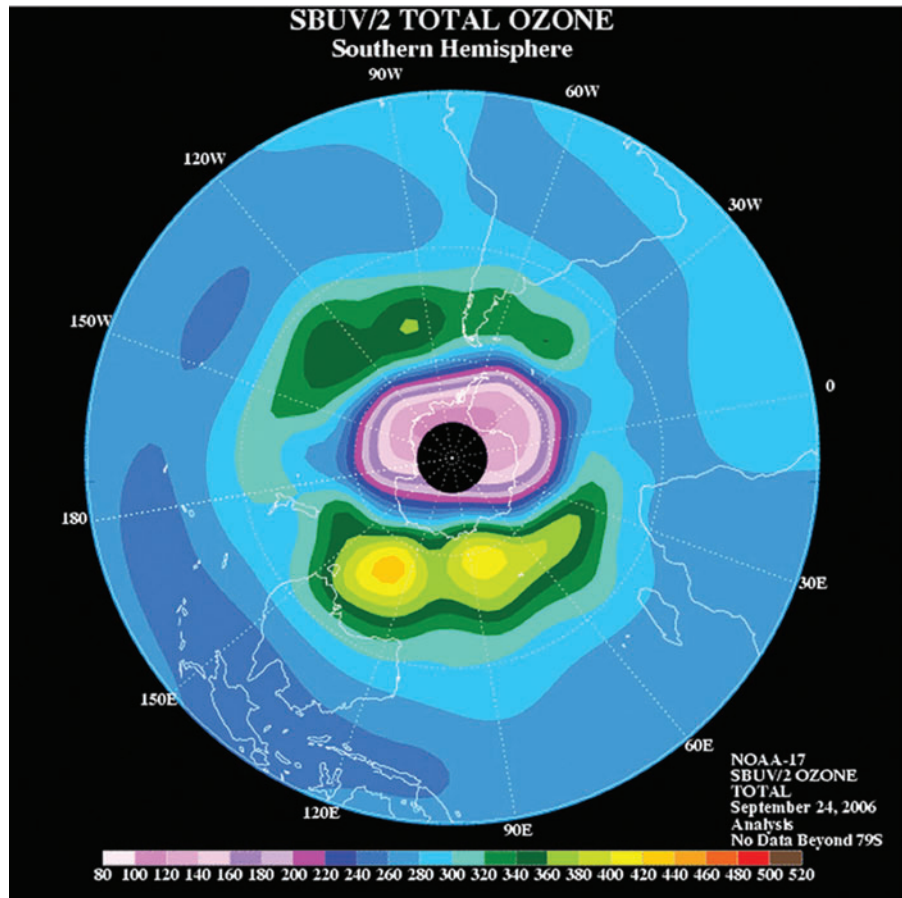 SBUV/2 TOTAL OZONE
Southern Hemisphere
90W
60W
120W
30W
150W
0
180
30E
150E
60E
120E
90E
NOAA-17
SBUV/2 OZONE
TOTAL
September 24, 2006
Analysis
No Data Beyond 79S
80 100 120 140 160 180 200 220 240 260 280 300 320 340 360 380 400 420 440 460 480 500 520